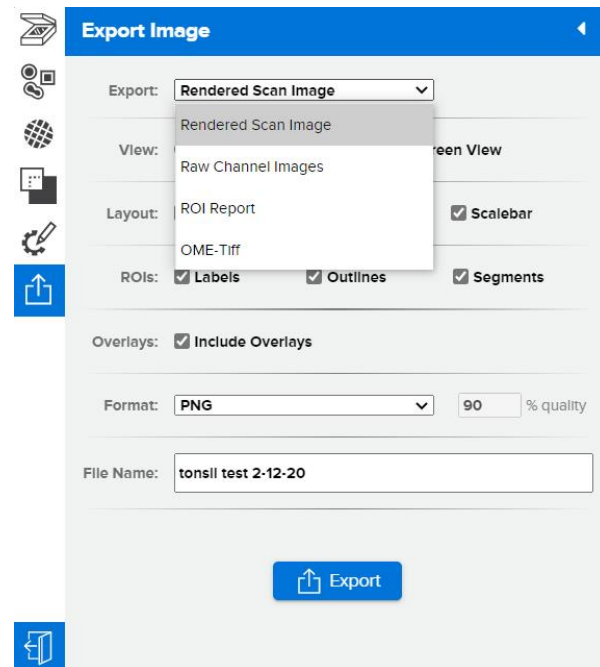 Export Image
Export: Rendered Scan Image
Rendered Scan Image
View: reen View
Raw Channel Images
Layout: ROI Report Scalebar
OME-Tiff
ROIs: Labels Outlines Segments
Overlays: Include Overlays
Format: PNG 90 % quality
File Name: tonsil test 2-12-20
Export